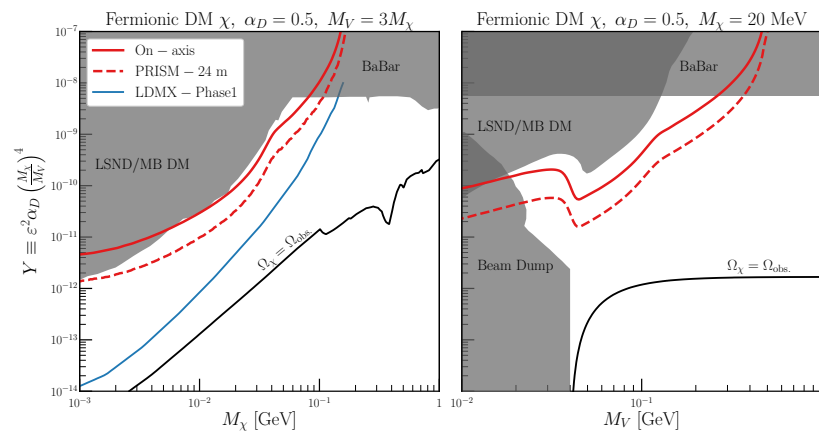 Fermionic DM χ, α_D = 0.5, M_V = 3M_χ
Fermionic DM χ, α_D = 0.5, M_χ = 20 MeV
10^−7
10^−8
10^−9
10^−10
10^−11
10^−12
10^−13
10^−14
Y ≡ ε²α_D (M_χ/M_V)^4
On − axis
PRISM − 24 m
LDMX − Phase1
BaBar
LSND/MB DM
Ω_χ = Ω_obs.
10^−3
10^−2
10^−1
1
M_χ [GeV]
BaBar
LSND/MB DM
Beam Dump
Ω_χ = Ω_obs.
10^−2
10^−1
M_V [GeV]